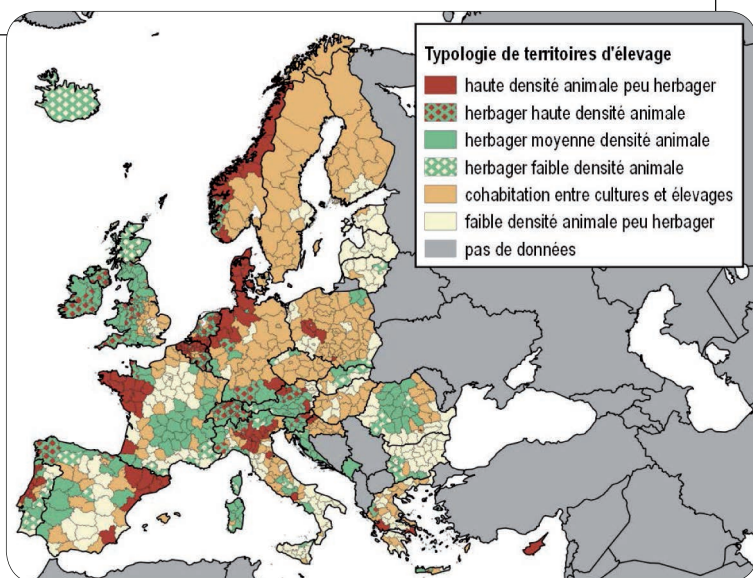 Typologie de territoires d'élevage
haute densité animale peu herbager
herbager haute densité animale
herbager moyenne densité animale
herbager faible densité animale
cohabitation entre cultures et élevages
faible densité animale peu herbager
pas de données